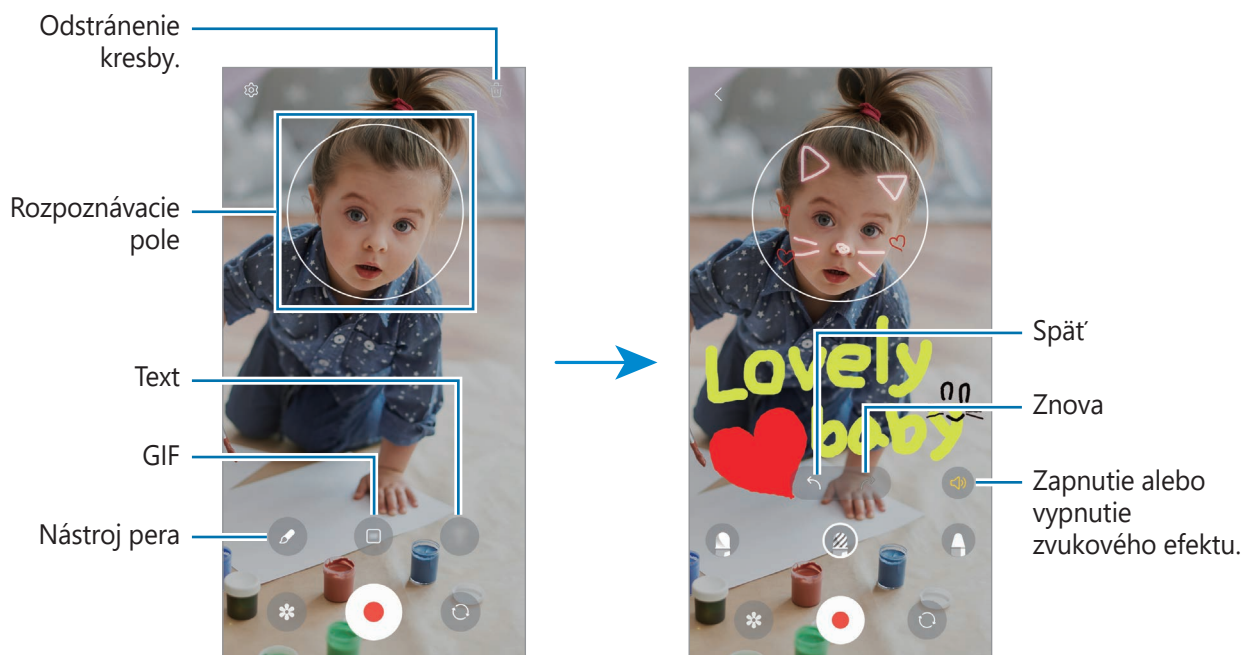 Odstránenie
kresby.
Rozpoznávacie
pole
Text
GIF
Nástroj pera
Lovely
baby
Späť
Znova
Zapnutie alebo
vypnutie
zvukového efektu.